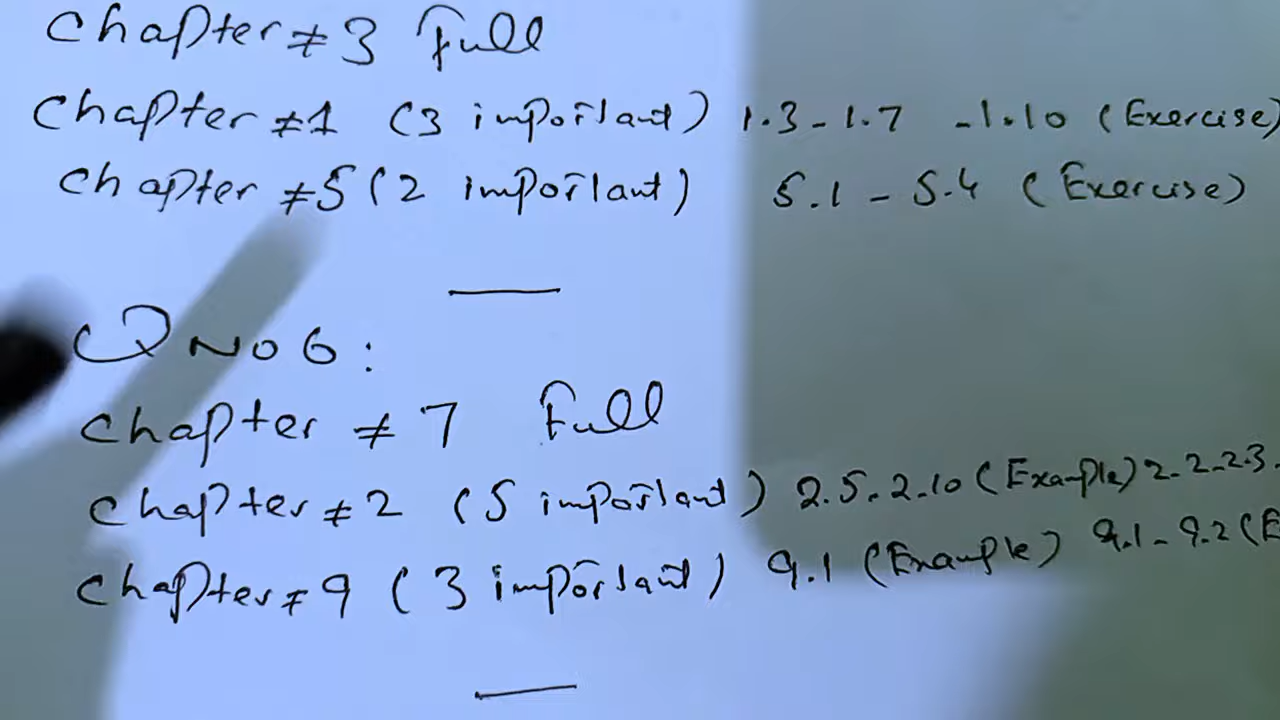 Chapter #3 Full
Chapter #1 (3 important) 1.3 - 1.7 - 1.10 (Exercise)
Chapter #5 (2 important) 5.1 - 5.4 (Exercise)
Q NO 6:
Chapter # 7 Full
Chapter # 2 (5 important) 2.5 - 2.10 (Example) 2.2 - 2.3 -
Chapter # 9 (3 important) 9.1 (Example) 9.1 - 9.2 (E